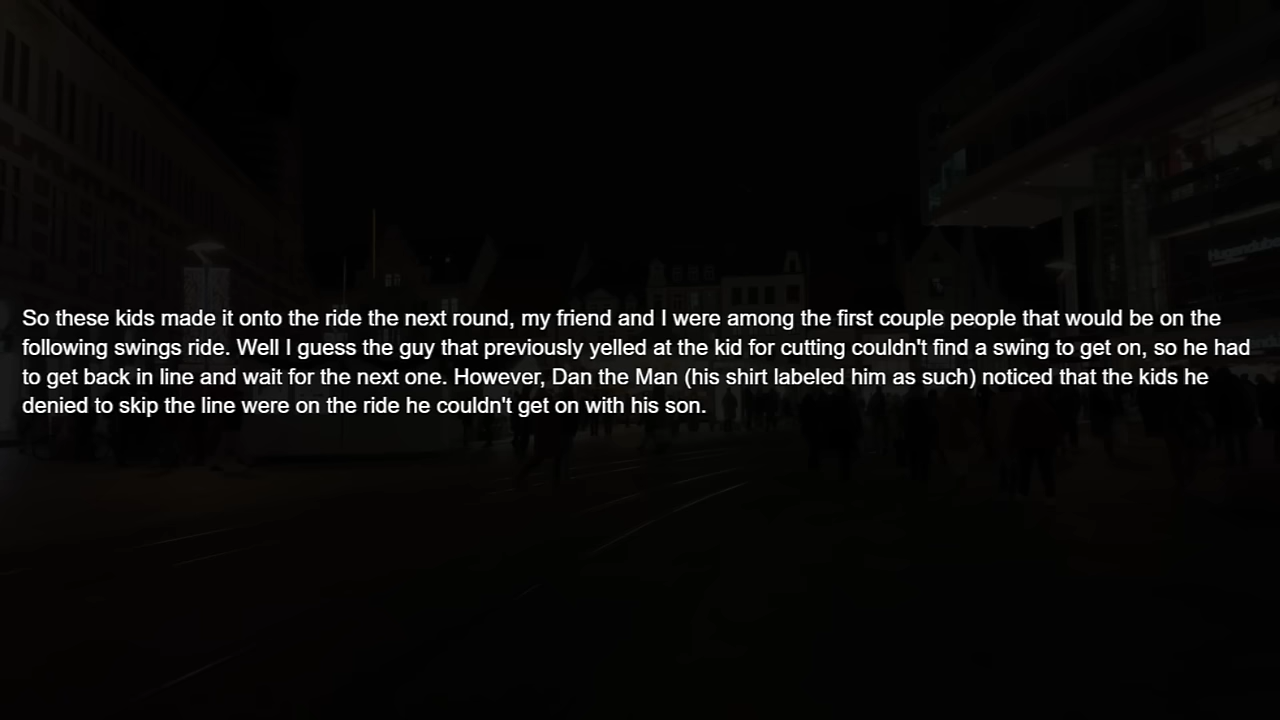 So these kids made it onto the ride the next round, my friend and I were among the first couple people that would be on the
following swings ride. Well I guess the guy that previously yelled at the kid for cutting couldn't find a swing to get on, so he had
to get back in line and wait for the next one. However, Dan the Man (his shirt labeled him as such) noticed that the kids he
denied to skip the line were on the ride he couldn't get on with his son.